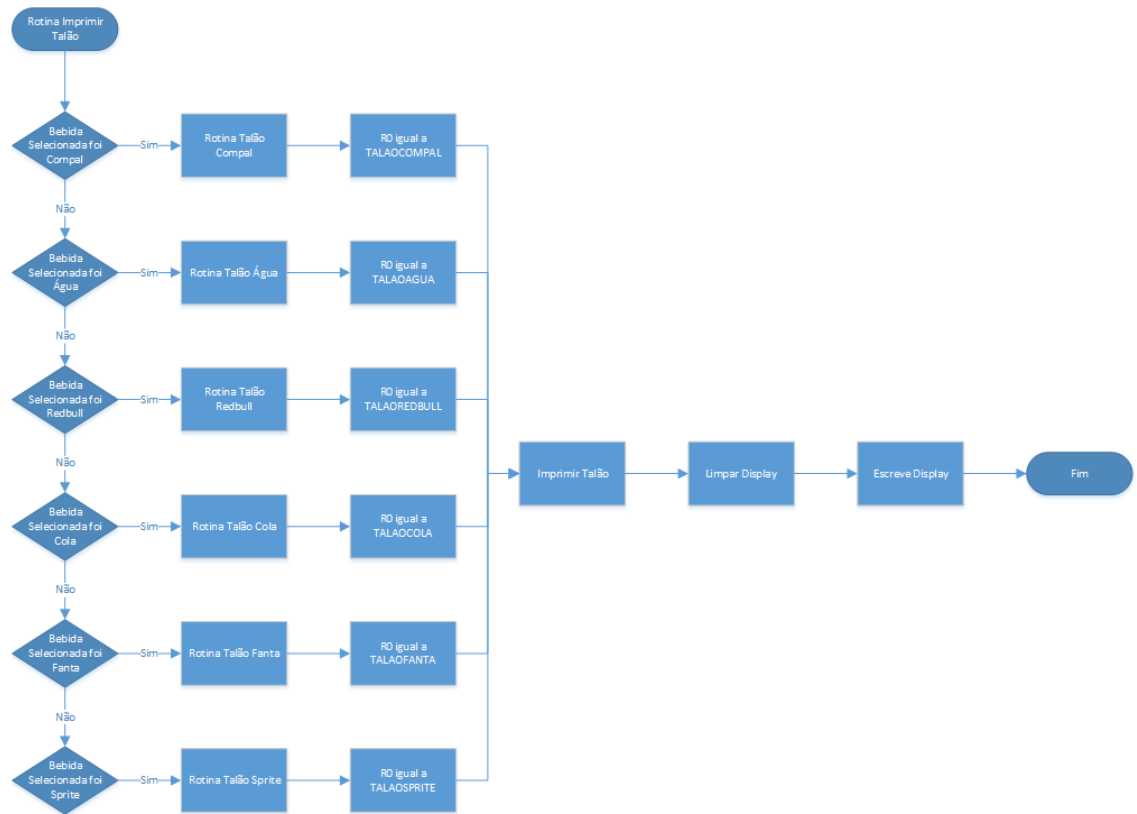 Rotina Imprimir
Talão
Bebida
Selecionada foi
Compal
Sim
Rotina Talão
Compal
R0 igual a
TALAOCOMPAL
Não
Bebida
Selecionada foi
Água
Sim
Rotina Talão Água
R0 igual a
TALAOAGUA
Não
Bebida
Selecionada foi
Redbull
Sim
Rotina Talão
Redbull
R0 igual a
TALAOREDBULL
Não
Imprimir Talão
Limpar Display
Escreve Display
Fim
Bebida
Selecionada foi
Cola
Sim
Rotina Talão Cola
R0 igual a
TALAOCOLA
Não
Bebida
Selecionada foi
Fanta
Sim
Rotina Talão Fanta
R0 igual a
TALAOFANTA
Não
Bebida
Selecionada foi
Sprite
Sim
Rotina Talão Sprite
R0 igual a
TALAOSPRITE